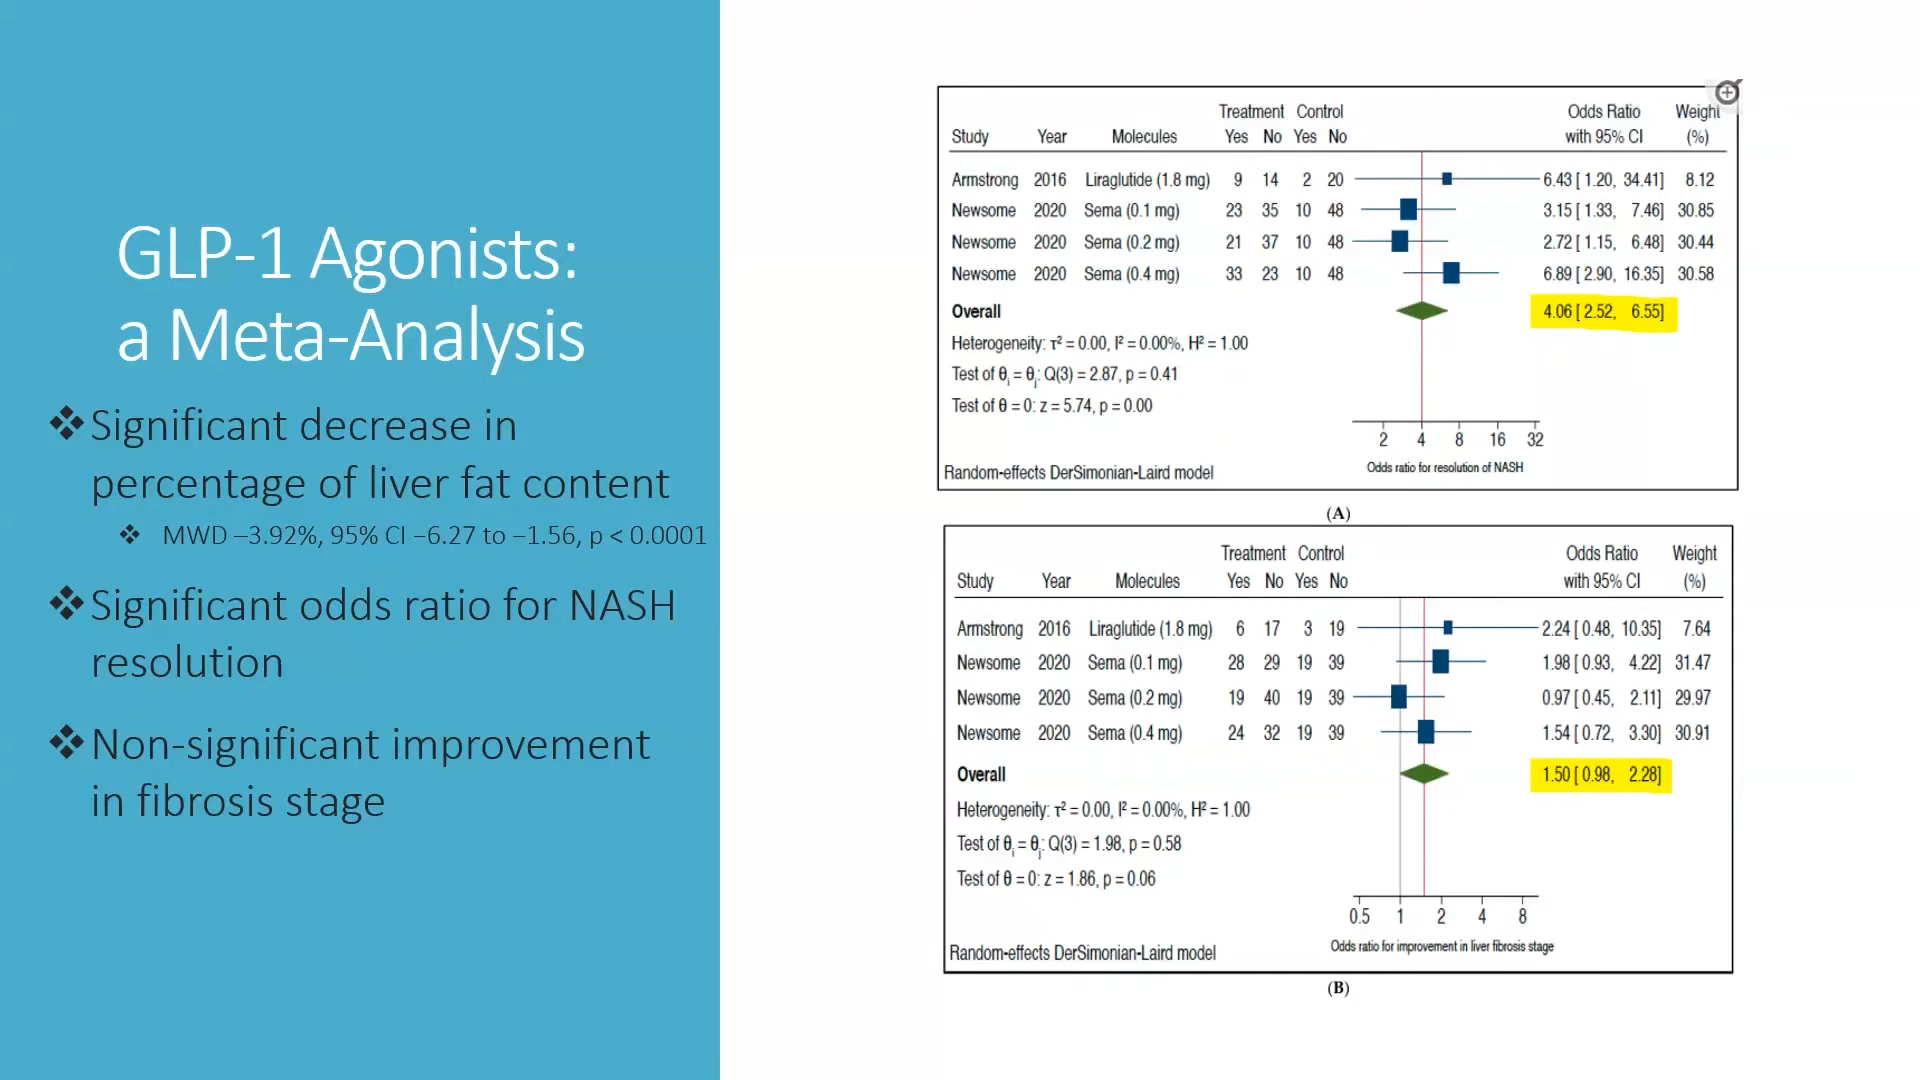 GLP-1 Agonists:
a Meta-Analysis
❖Significant decrease in
percentage of liver fat content
❖ MWD −3.92%, 95% CI −6.27 to −1.56, p < 0.0001
❖Significant odds ratio for NASH
resolution
❖Non-significant improvement
in fibrosis stage
Treatment Control Odds Ratio Weight
Study Year Molecules Yes No Yes No with 95% CI (%)
Armstrong 2016 Liraglutide (1.8 mg) 9 14 2 20 6.43 [ 1.20, 34.41] 8.12
Newsome 2020 Sema (0.1 mg) 23 35 10 48 3.15 [ 1.33, 7.46] 30.85
Newsome 2020 Sema (0.2 mg) 21 37 10 48 2.72 [ 1.15, 6.48] 30.44
Newsome 2020 Sema (0.4 mg) 33 23 10 48 6.89 [ 2.90, 16.35] 30.58
Overall 4.06 [ 2.52, 6.55]
Heterogeneity: τ² = 0.00, I² = 0.00%, H² = 1.00
Test of θi = θj: Q(3) = 2.87, p = 0.41
Test of θ = 0: z = 5.74, p = 0.00
2 4 8 16 32
Odds ratio for resolution of NASH
Random-effects DerSimonian-Laird model
(A)
Treatment Control Odds Ratio Weight
Study Year Molecules Yes No Yes No with 95% CI (%)
Armstrong 2016 Liraglutide (1.8 mg) 6 17 3 19 2.24 [ 0.48, 10.35] 7.64
Newsome 2020 Sema (0.1 mg) 28 29 19 39 1.98 [ 0.93, 4.22] 31.47
Newsome 2020 Sema (0.2 mg) 19 40 19 39 0.97 [ 0.45, 2.11] 29.97
Newsome 2020 Sema (0.4 mg) 24 32 19 39 1.54 [ 0.72, 3.30] 30.91
Overall 1.50 [ 0.98, 2.28]
Heterogeneity: τ² = 0.00, I² = 0.00%, H² = 1.00
Test of θi = θj: Q(3) = 1.98, p = 0.58
Test of θ = 0: z = 1.86, p = 0.06
0.5 1 2 4 8
Odds ratio for improvement in liver fibrosis stage
Random-effects DerSimonian-Laird model
(B)